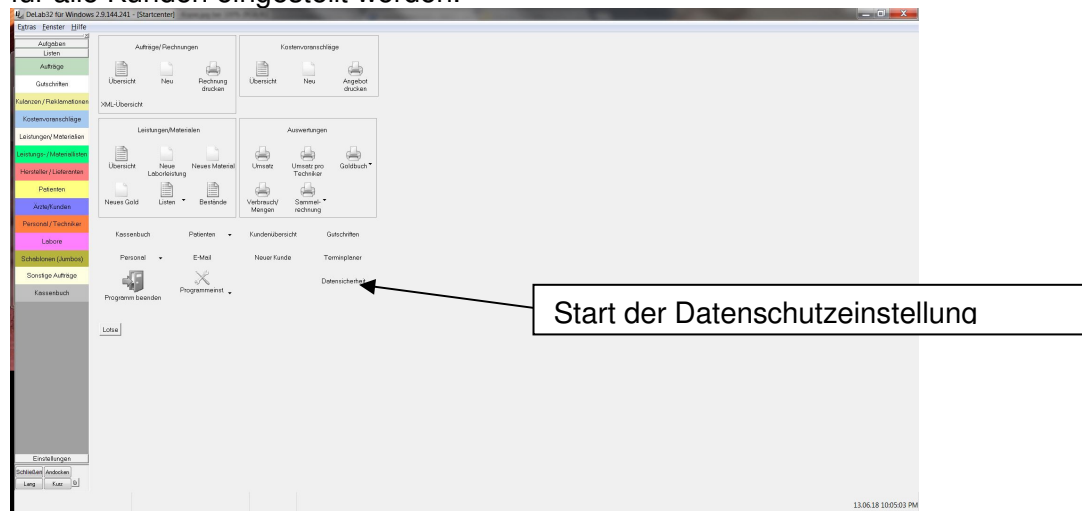 für alle Kunden eingestellt werden.
DeLab32 für Windows 2.9.144.241 - [Startcenter]
Extras Fenster Hilfe
Aufgaben
Listen
Aufträge
Gutschriften
Kulanzen / Reklamationen
Kostenvoranschläge
Leistungen/ Materialien
Leistungs- / Materiallisten
Hersteller / Lieferanten
Patienten
Ärzte/Kunden
Personal / Techniker
Labore
Schablonen (Jumbos)
Sonstige Aufträge
Kassenbuch
Einstellungen
Schließen Andocken
Lang Kurz
Aufträge/ Rechnungen
Übersicht Neu Rechnung drucken
XML-Übersicht
Kostenvoranschläge
Übersicht Neu Angebot drucken
Leistungen/Materialen
Übersicht Neue Laborleistung Neues Material
Neues Gold Listen Bestände
Auswertungen
Umsatz Umsatz pro Techniker Goldbuch
Verbrauch/ Mengen Sammel- rechnung
Kassenbuch Patienten Kundenübersicht Gutschriften
Personal E-Mail Neuer Kunde Terminplaner
Programm beenden Programmeinst. Datensicherheit
Lotse
Start der Datenschutzeinstellung
13.06.18 10:05:03 PM